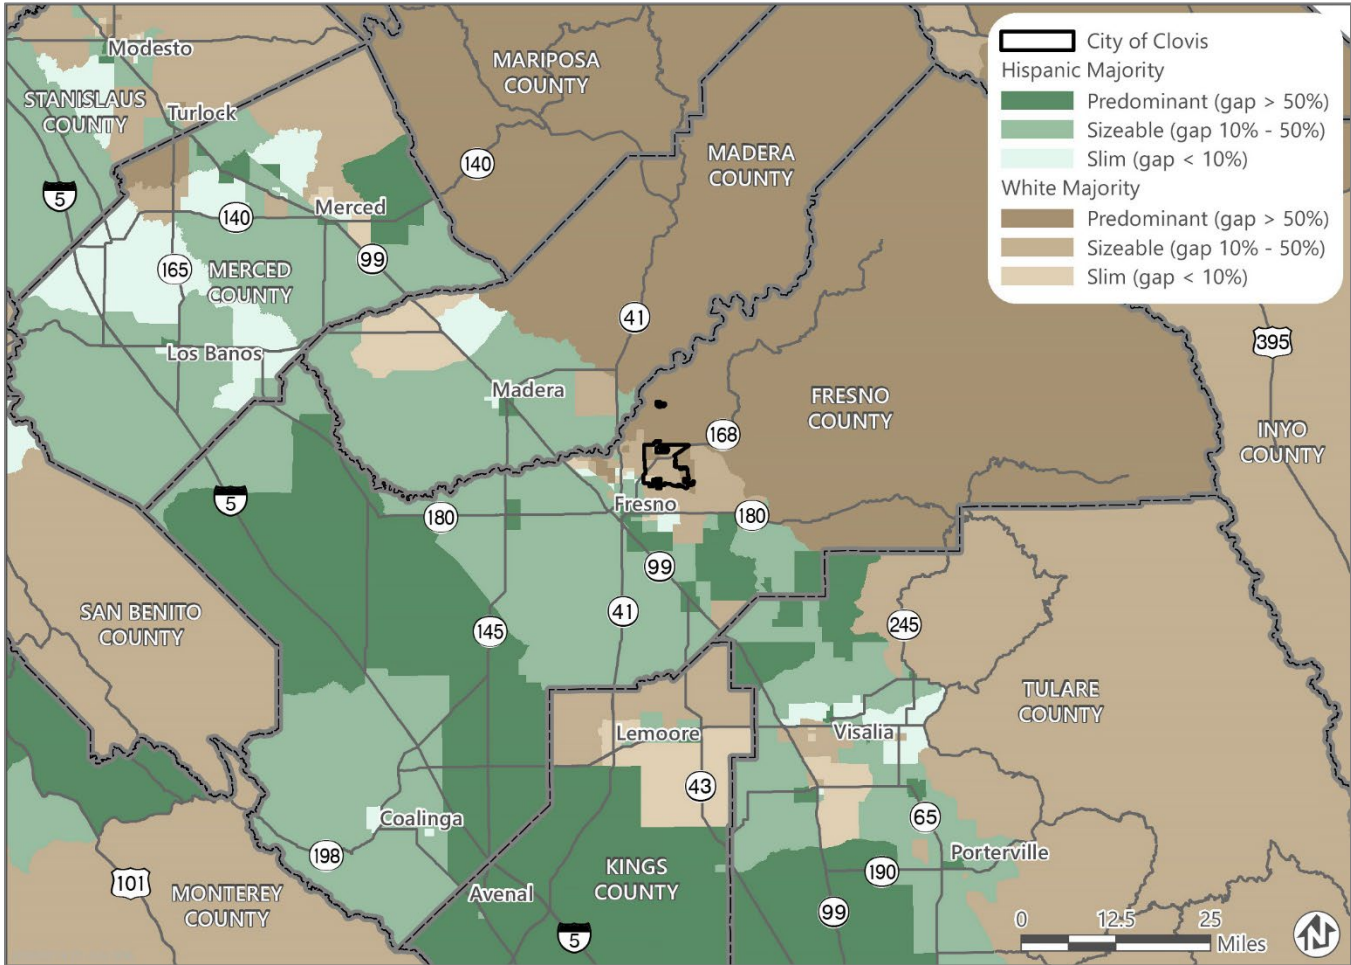 City of Clovis
Hispanic Majority
Predominant (gap > 50%)
Sizeable (gap 10% - 50%)
Slim (gap < 10%)
White Majority
Predominant (gap > 50%)
Sizeable (gap 10% - 50%)
Slim (gap < 10%)
Modesto
MARIPOSA
COUNTY
STANISLAUS
COUNTY
Turlock
140
MADERA
COUNTY
5
Merced
140
99
165
MERCED
COUNTY
41
395
Los Banos
Madera
FRESNO
COUNTY
168
INYO
COUNTY
5
Fresno
180
180
99
SAN BENITO
COUNTY
41
145
245
TULARE
COUNTY
Lemoore
Visalia
43
Coalinga
65
198
Porterville
KINGS
COUNTY
190
101
MONTEREY
COUNTY
Avenal
99
5
0 12.5 25
Miles
N